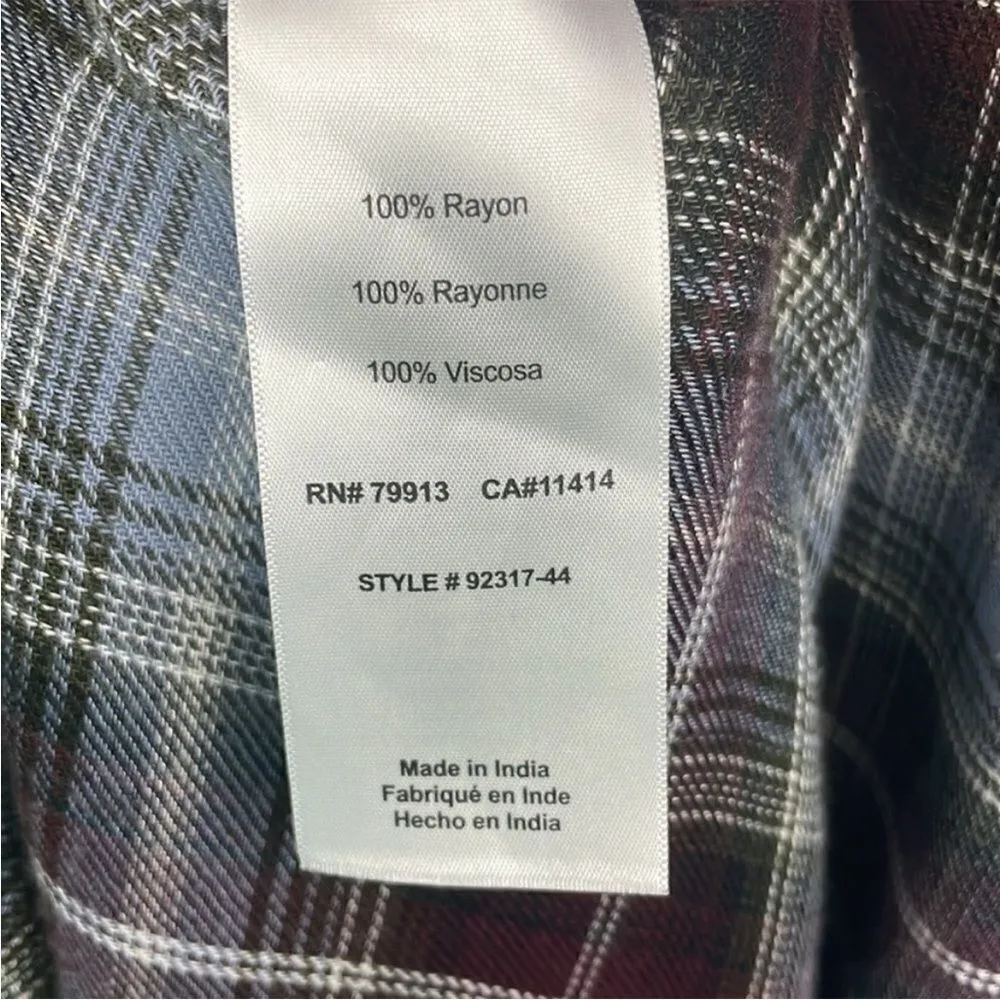 100% Rayon
100% Rayonne
100% Viscosa
RN# 79913 CA#11414
STYLE # 92317-44
Made in India
Fabriqué en Inde
Hecho en India